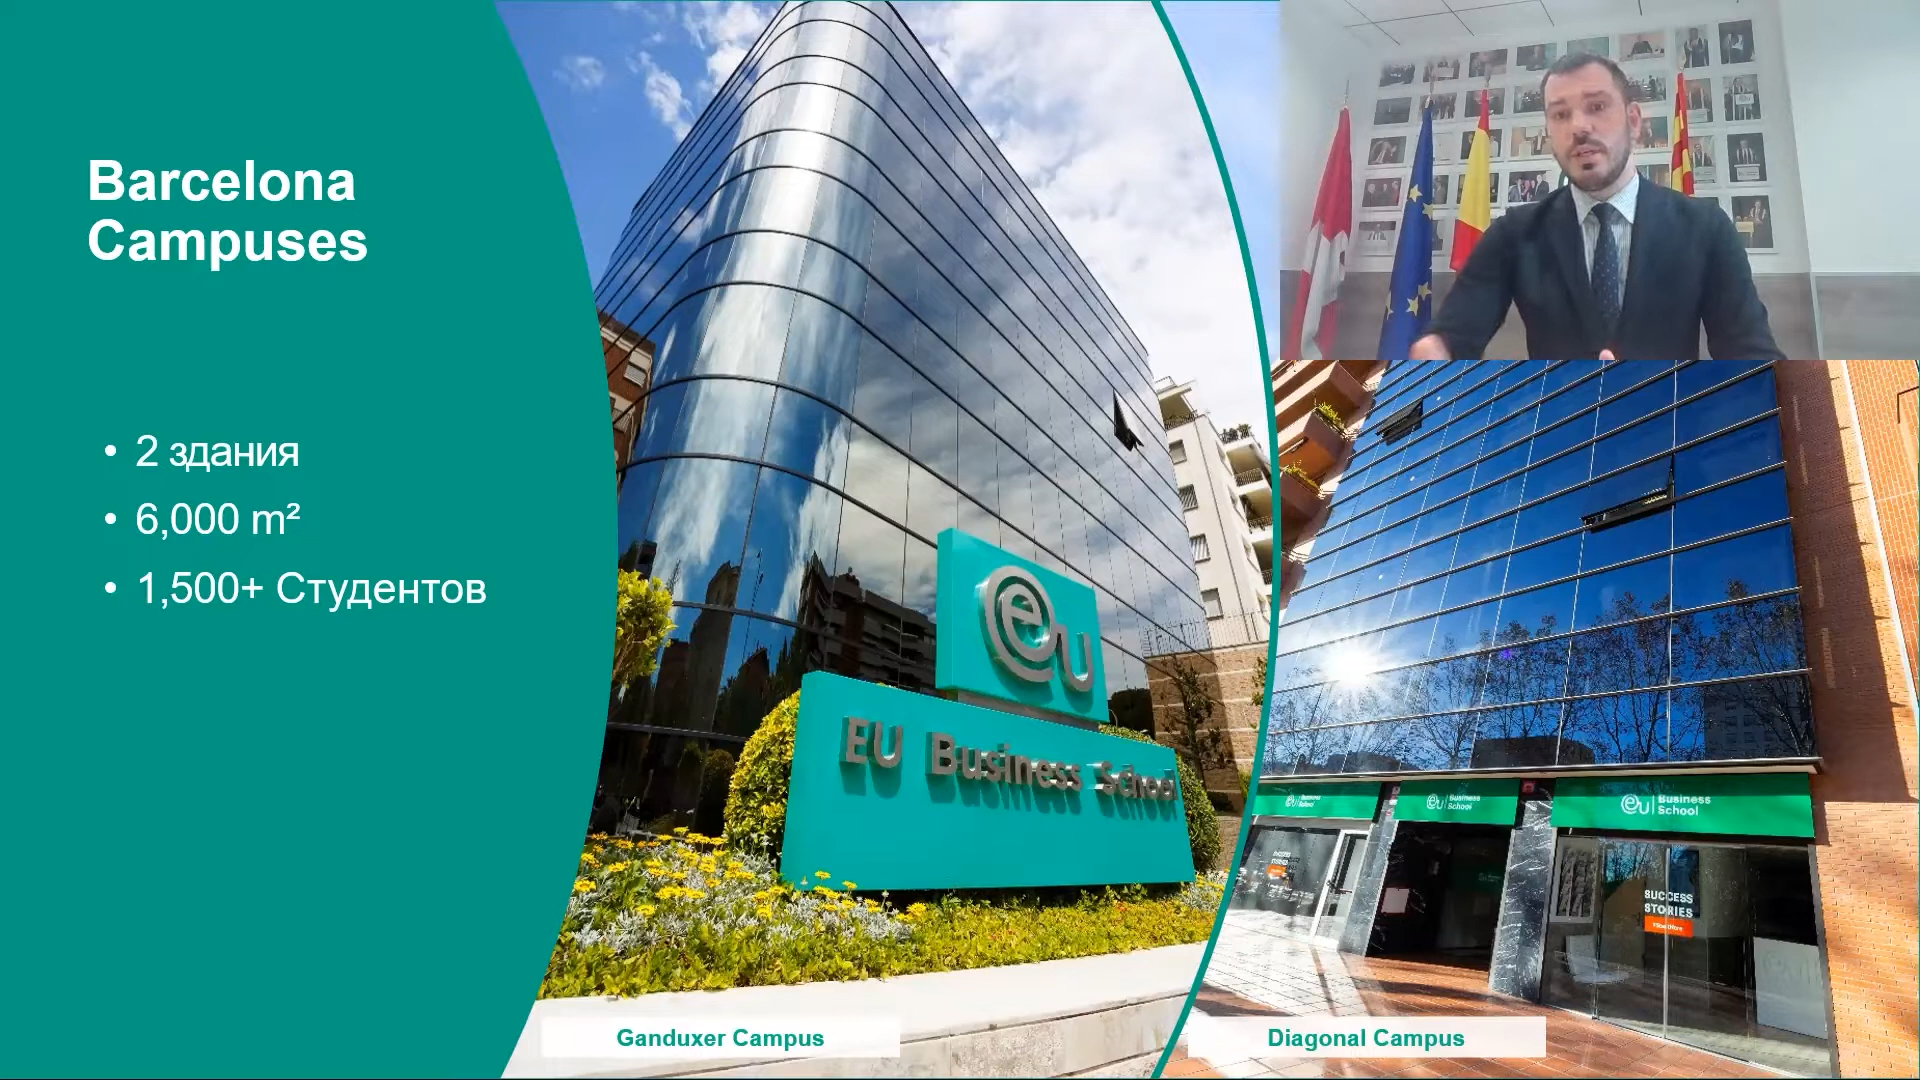 Barcelona
Campuses
• 2 здания
• 6,000 m²
• 1,500+ Студентов
eu
EU Business School
eu Business
School
eu Business
School
eu Business
School
SUCCESS
STORIES
Ganduxer Campus
Diagonal Campus